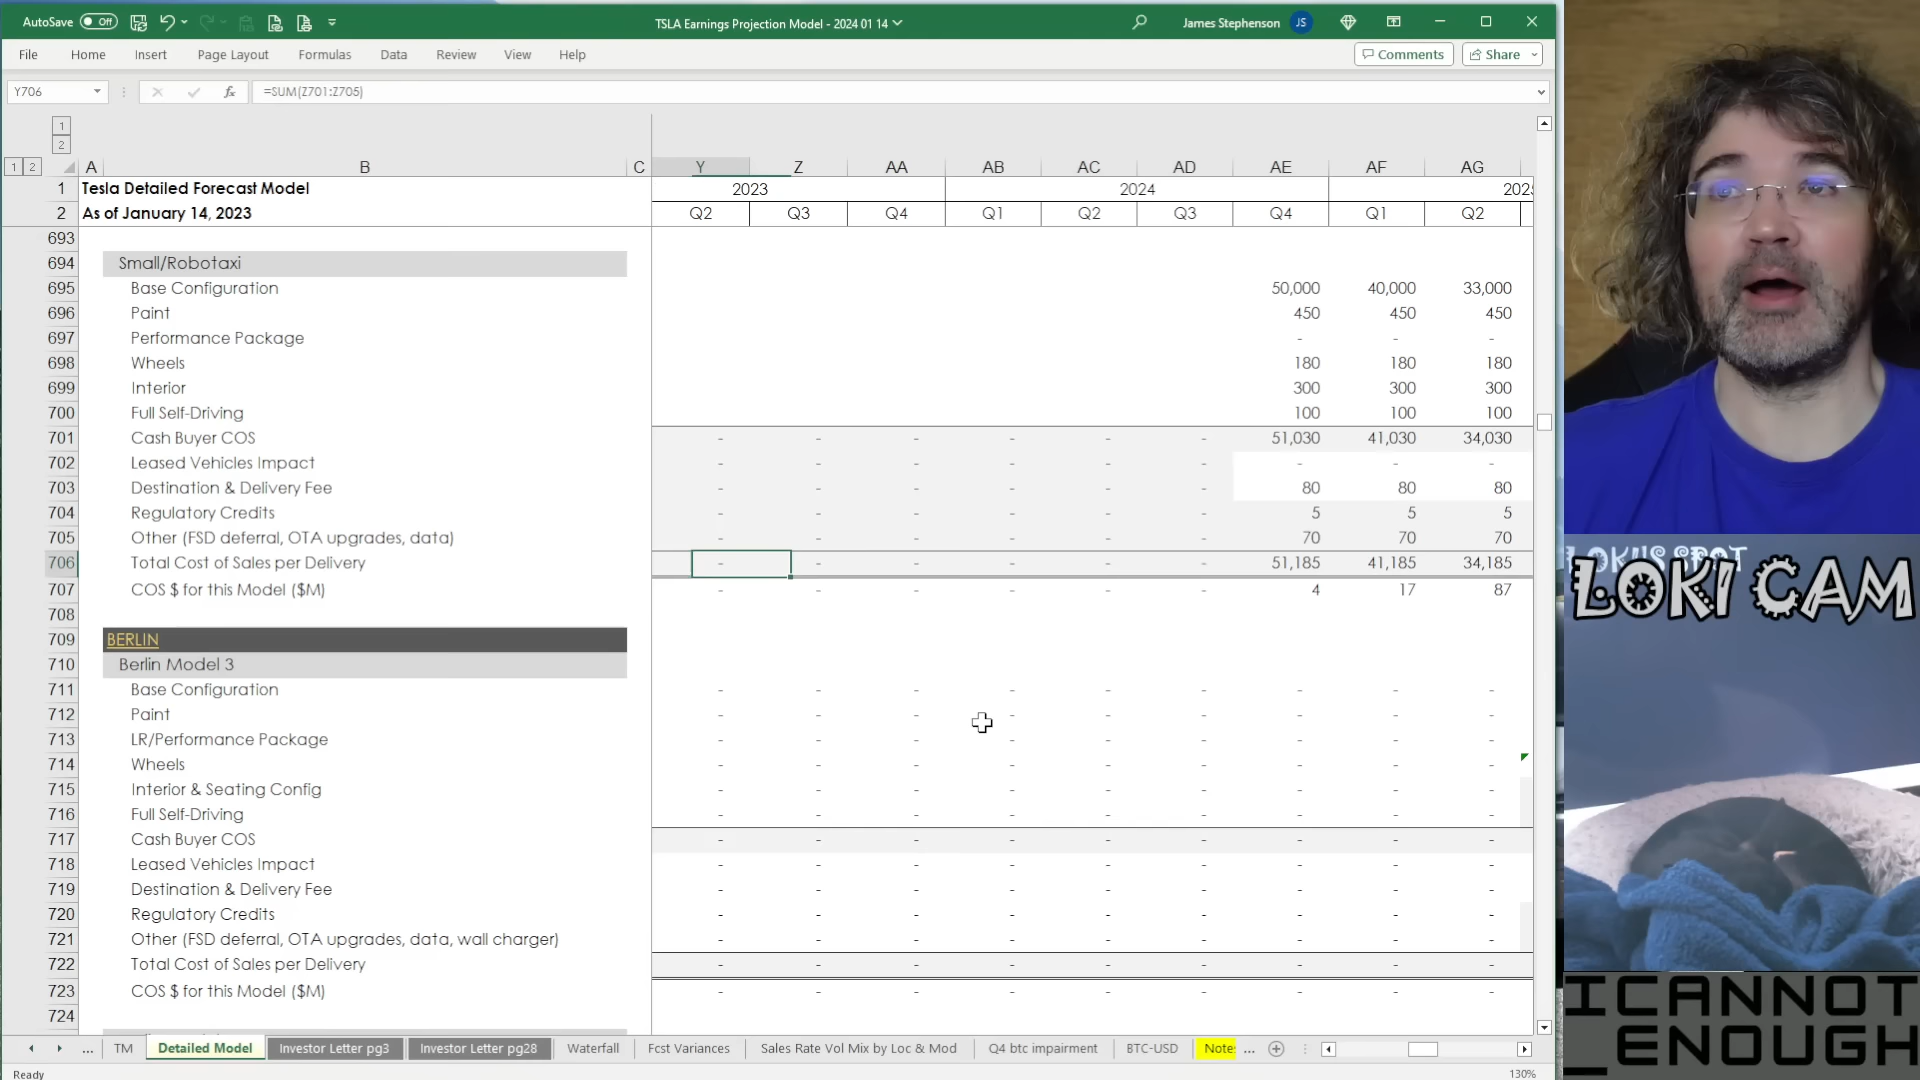 AutoSave Off
TSLA Earnings Projection Model - 2024 01 14
James Stephenson JS
File Home Insert Page Layout Formulas Data Review View Help
Comments Share
Y706 fx =SUM(Z701:Z705)
1
2
1 2 A B C Y Z AA AB AC AD AE AF AG
1 Tesla Detailed Forecast Model 2023 2024 202
2 As of January 14, 2023 Q2 Q3 Q4 Q1 Q2 Q3 Q4 Q1 Q2
693
694 Small/Robotaxi
695 Base Configuration 50,000 40,000 33,000
696 Paint 450 450 450
697 Performance Package - - -
698 Wheels 180 180 180
699 Interior 300 300 300
700 Full Self-Driving 100 100 100
701 Cash Buyer COS - - - - - - 51,030 41,030 34,030
702 Leased Vehicles Impact - - - - - - - - -
703 Destination & Delivery Fee - - - - - - 80 80 80
704 Regulatory Credits - - - - - - 5 5 5
705 Other (FSD deferral, OTA upgrades, data) - - - - - - 70 70 70
706 Total Cost of Sales per Delivery - - - - - - 51,185 41,185 34,185
707 COS $ for this Model ($M) - - - - - - 4 17 87
708
709 BERLIN
710 Berlin Model 3
711 Base Configuration - - - - - - - - -
712 Paint - - - - - - - - -
713 LR/Performance Package - - - - - - - - -
714 Wheels - - - - - - - - -
715 Interior & Seating Config - - - - - - - - -
716 Full Self-Driving - - - - - - - - -
717 Cash Buyer COS - - - - - - - - -
718 Leased Vehicles Impact - - - - - - - - -
719 Destination & Delivery Fee - - - - - - - - -
720 Regulatory Credits - - - - - - - - -
721 Other (FSD deferral, OTA upgrades, data, wall charger) - - - - - - - - -
722 Total Cost of Sales per Delivery - - - - - - - - -
723 COS $ for this Model ($M) - - - - - - - - -
724
... TM Detailed Model Investor Letter pg3 Investor Letter pg28 Waterfall Fcst Variances Sales Rate Vol Mix by Loc & Mod Q4 btc impairment BTC-USD Note ...
Ready 130%
LOKI'S SPOT
LOKI CAM
ICANNOT
_ENOUGH